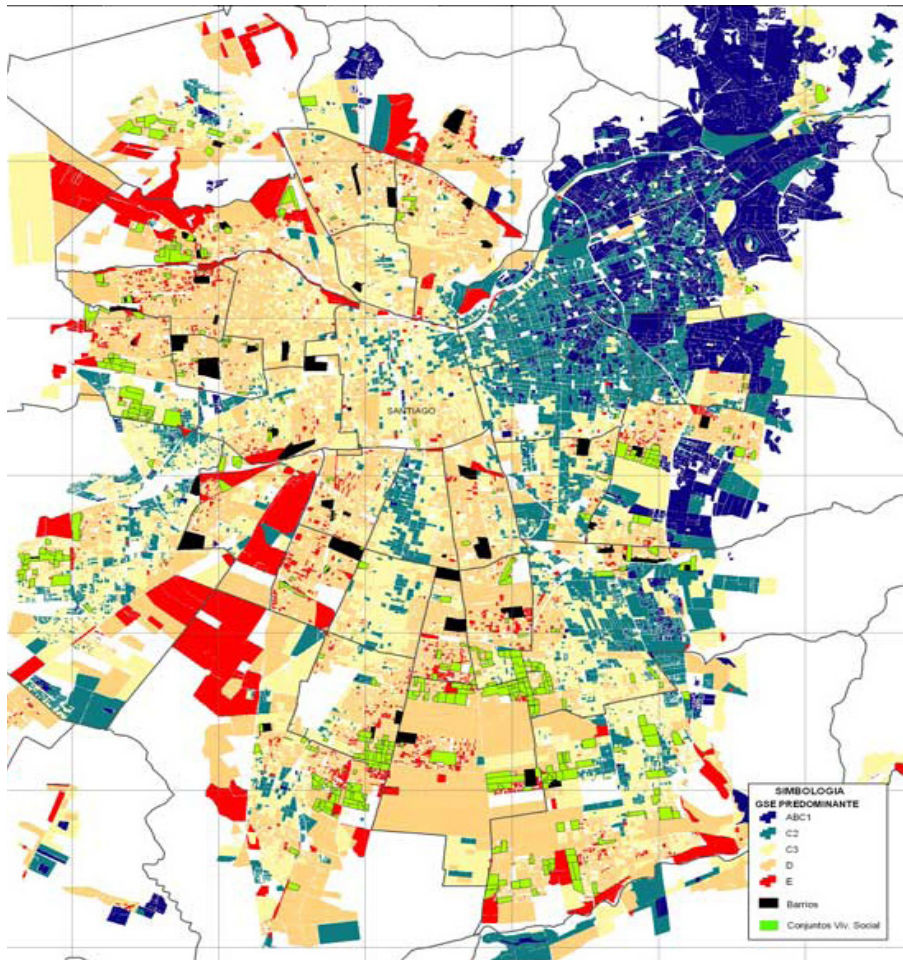 SANTIAGO
SIMBOLOGIA
GSE PREDOMINANTE
ABC1
C2
C3
D
E
Barrios
Conjuntos Viv. Social